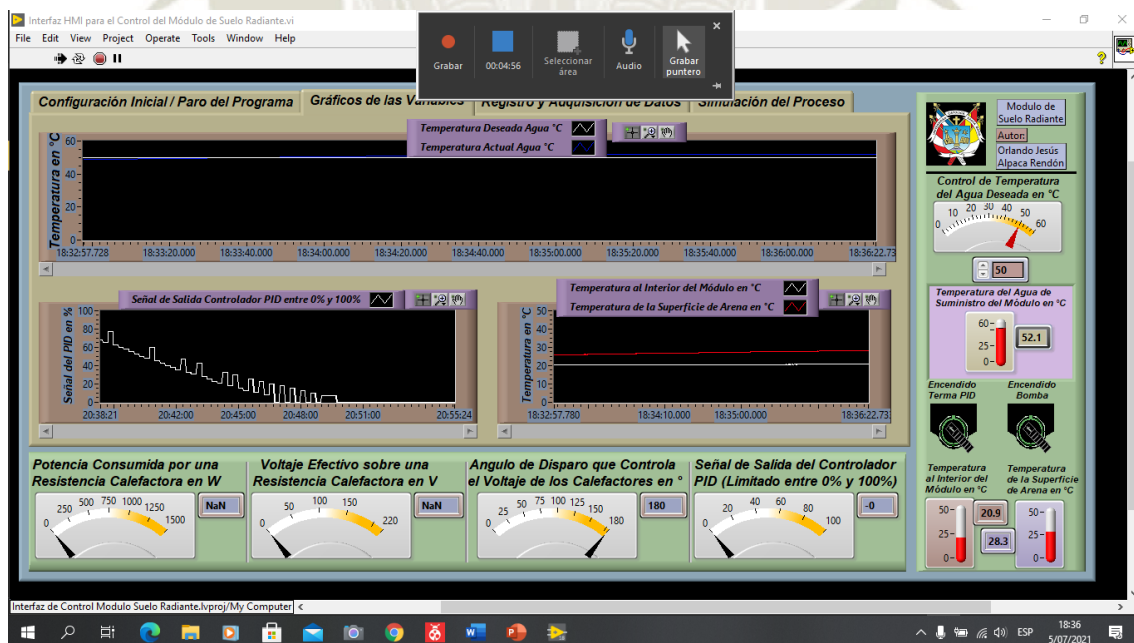 Interfaz HMI para el Control del Módulo de Suelo Radiante.vi
File Edit View Project Operate Tools Window Help
Grabar
00:04:56
Seleccionar
área
Audio
Grabar
puntero
Configuración Inicial / Paro del Programa
Gráficos de las Variables
Registro y Adquisición de Datos
Simulación del Proceso
Temperatura Deseada Agua °C
Temperatura Actual Agua °C
Temperatura en °C
60
40
20
0
18:32:57.728 18:33:20.000 18:33:40.000 18:34:00.000 18:34:20.000 18:34:40.000 18:35:00.000 18:35:20.000 18:35:40.000 18:36:00.000 18:36:22.73
Señal de Salida Controlador PID entre 0% y 100%
Señal del PID en %
100
80
60
40
20
0
20:38:21 20:42:00 20:45:00 20:48:00 20:51:00 20:55:24
Temperatura al Interior del Módulo en °C
Temperatura de la Superficie de Arena en °C
Temperatura en °C
50
40
30
20
10
0
18:32:57.780 18:34:10.000 18:35:00.000 18:36:22.73
Potencia Consumida por una
Resistencia Calefactora en W
0 250 500 750 1000 1250 1500
NaN
Voltaje Efectivo sobre una
Resistencia Calefactora en V
0 50 100 150 220
NaN
Angulo de Disparo que Controla
el Voltaje de los Calefactores en °
0 25 50 75 100 125 180
180
Señal de Salida del Controlador
PID (Limitado entre 0% y 100%)
0 20 40 60 80 100
-0
Modulo de
Suelo Radiante
Autor:
Orlando Jesús
Alpaca Rendón
Control de Temperatura
del Agua Deseada en °C
0 10 20 30 40 50 60
50
Temperatura del Agua de
Suministro del Módulo en °C
60
25
0
52.1
Encendido
Terma PID
Encendido
Bomba
Temperatura
al Interior del
Módulo en °C
Temperatura
de la Superficie
de Arena en °C
50
25
0
20.9
28.3
50
25
0
Interfaz de Control Modulo Suelo Radiante.lvproj/My Computer
ESP
18:36
5/07/2021